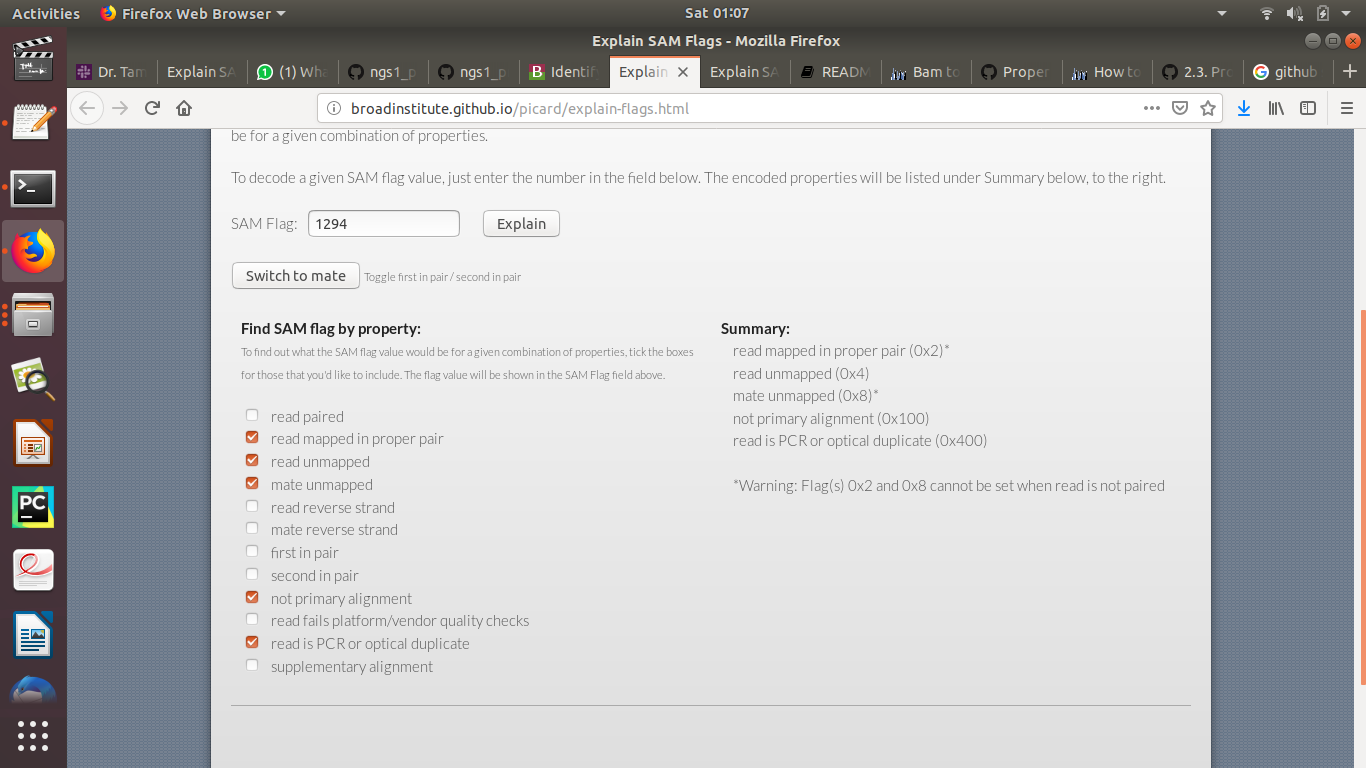 Activities Firefox Web Browser Sat 01:07
Explain SAM Flags - Mozilla Firefox
Dr. Tam Explain SA (1) Wha ngs1_p ngs1_p Identif Explain Explain SA READM Bam to Proper How to 2.3. Pro github
broadinstitute.github.io/picard/explain-flags.html
be for a given combination of properties.
To decode a given SAM flag value, just enter the number in the field below. The encoded properties will be listed under Summary below, to the right.
SAM Flag: 1294 Explain
Switch to mate Toggle first in pair / second in pair
Find SAM flag by property:
To find out what the SAM flag value would be for a given combination of properties, tick the boxes
for those that you'd like to include. The flag value will be shown in the SAM Flag field above.
read paired
read mapped in proper pair
read unmapped
mate unmapped
read reverse strand
mate reverse strand
first in pair
second in pair
not primary alignment
read fails platform/vendor quality checks
read is PCR or optical duplicate
supplementary alignment
Summary:
read mapped in proper pair (0x2)*
read unmapped (0x4)
mate unmapped (0x8)*
not primary alignment (0x100)
read is PCR or optical duplicate (0x400)
*Warning: Flag(s) 0x2 and 0x8 cannot be set when read is not paired